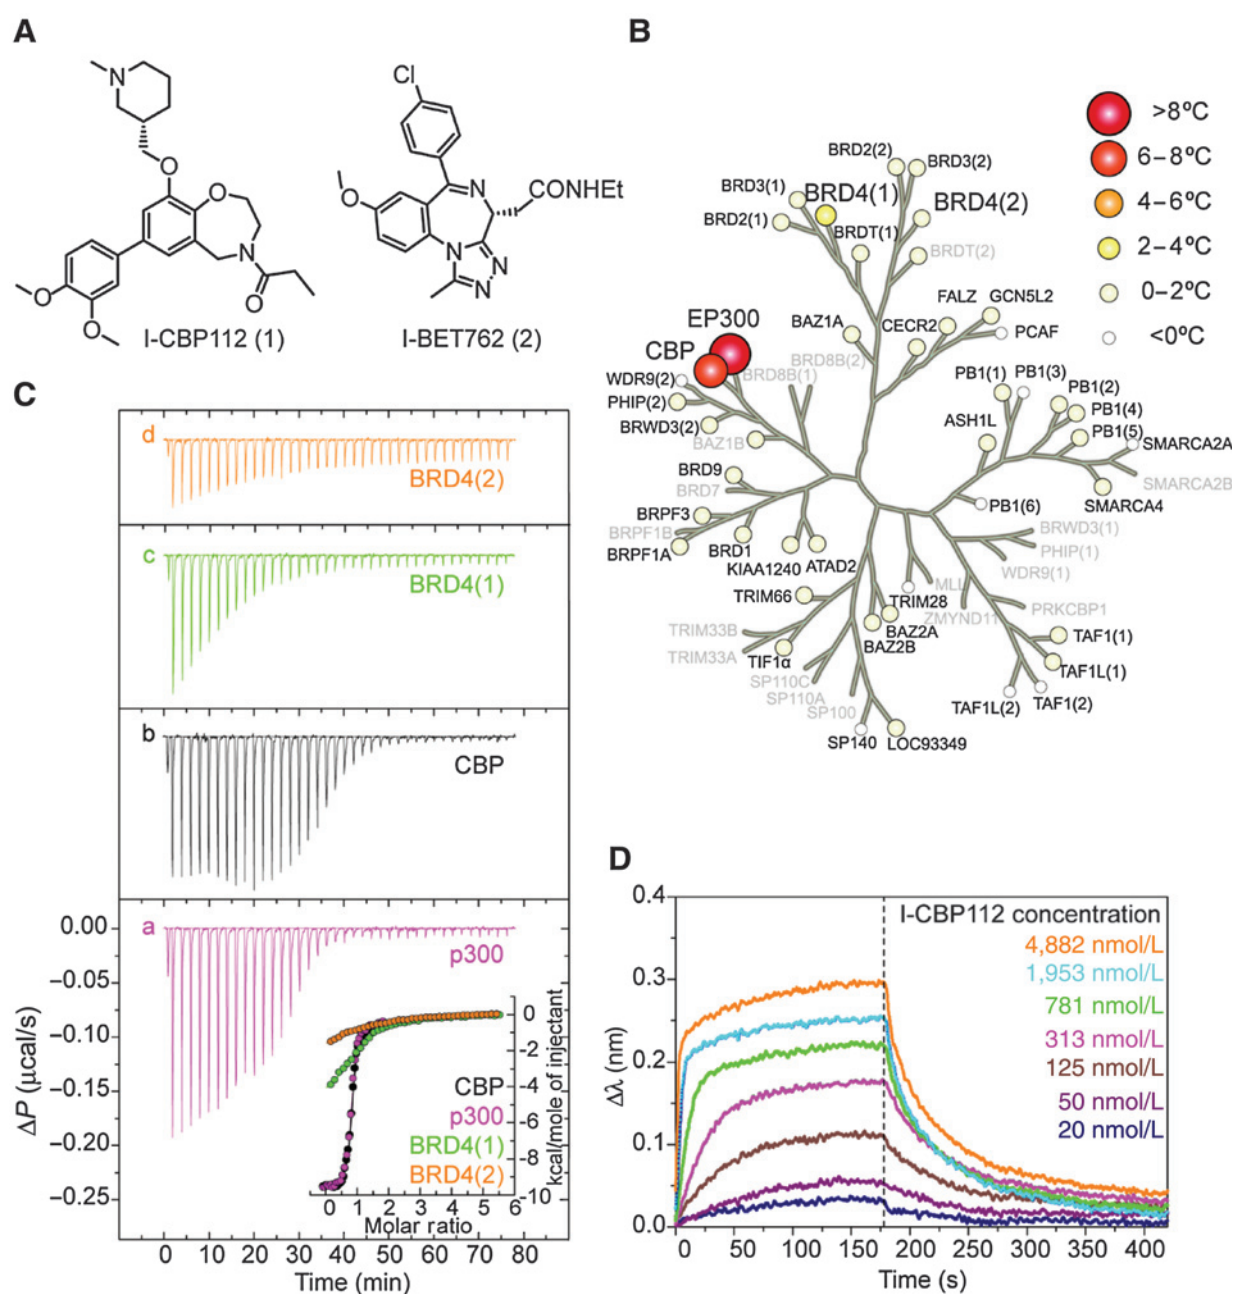 A
N
O
O
N
O
O
O
I-CBP112 (1)
Cl
N
CONHEt
O
N
N
N
I-BET762 (2)
B
>8ºC
6–8ºC
4–6ºC
2–4ºC
0–2ºC
<0ºC
BRD2(2)
BRD3(2)
BRD3(1)
BRD4(1)
BRD4(2)
BRD2(1)
BRDT(1)
BRDT(2)
FALZ
GCN5L2
EP300
BAZ1A
CECR2
PCAF
CBP
BRD8B(2)
BRD8B(1)
WDR9(2)
PB1(1)
PB1(3)
PB1(2)
PHIP(2)
PB1(4)
BRWD3(2)
ASH1L
PB1(5)
BAZ1B
SMARCA2A
BRD9
SMARCA2B
BRD7
SMARCA4
BRPF3
PB1(6)
BRPF1B
BRWD3(1)
BRPF1A
BRD1
PHIP(1)
KIAA1240
ATAD2
WDR9(1)
MLL
TRIM66
TRIM28
PRKCBP1
ZMYND11
TRIM33B
BAZ2A
TAF1(1)
TRIM33A
TIF1α
BAZ2B
TAF1L(1)
SP110C
SP110A
SP100
TAF1L(2)
TAF1(2)
SP140
LOC93349
C
d
BRD4(2)
c
BRD4(1)
b
CBP
a
p300
0.00
−0.05
−0.10
−0.15
−0.20
−0.25
ΔP (µcal/s)
0
10
20
30
40
50
60
70
80
Time (min)
CBP
p300
BRD4(1)
BRD4(2)
0
−2
−4
−6
−8
−10
kcal/mole of injectant
0 1 2 3 4 5 6
Molar ratio
D
I-CBP112 concentration
4,882 nmol/L
1,953 nmol/L
781 nmol/L
313 nmol/L
125 nmol/L
50 nmol/L
20 nmol/L
0.4
0.3
0.2
0.1
0.0
Δλ (nm)
0 50 100 150 200 250 300 350 400
Time (s)